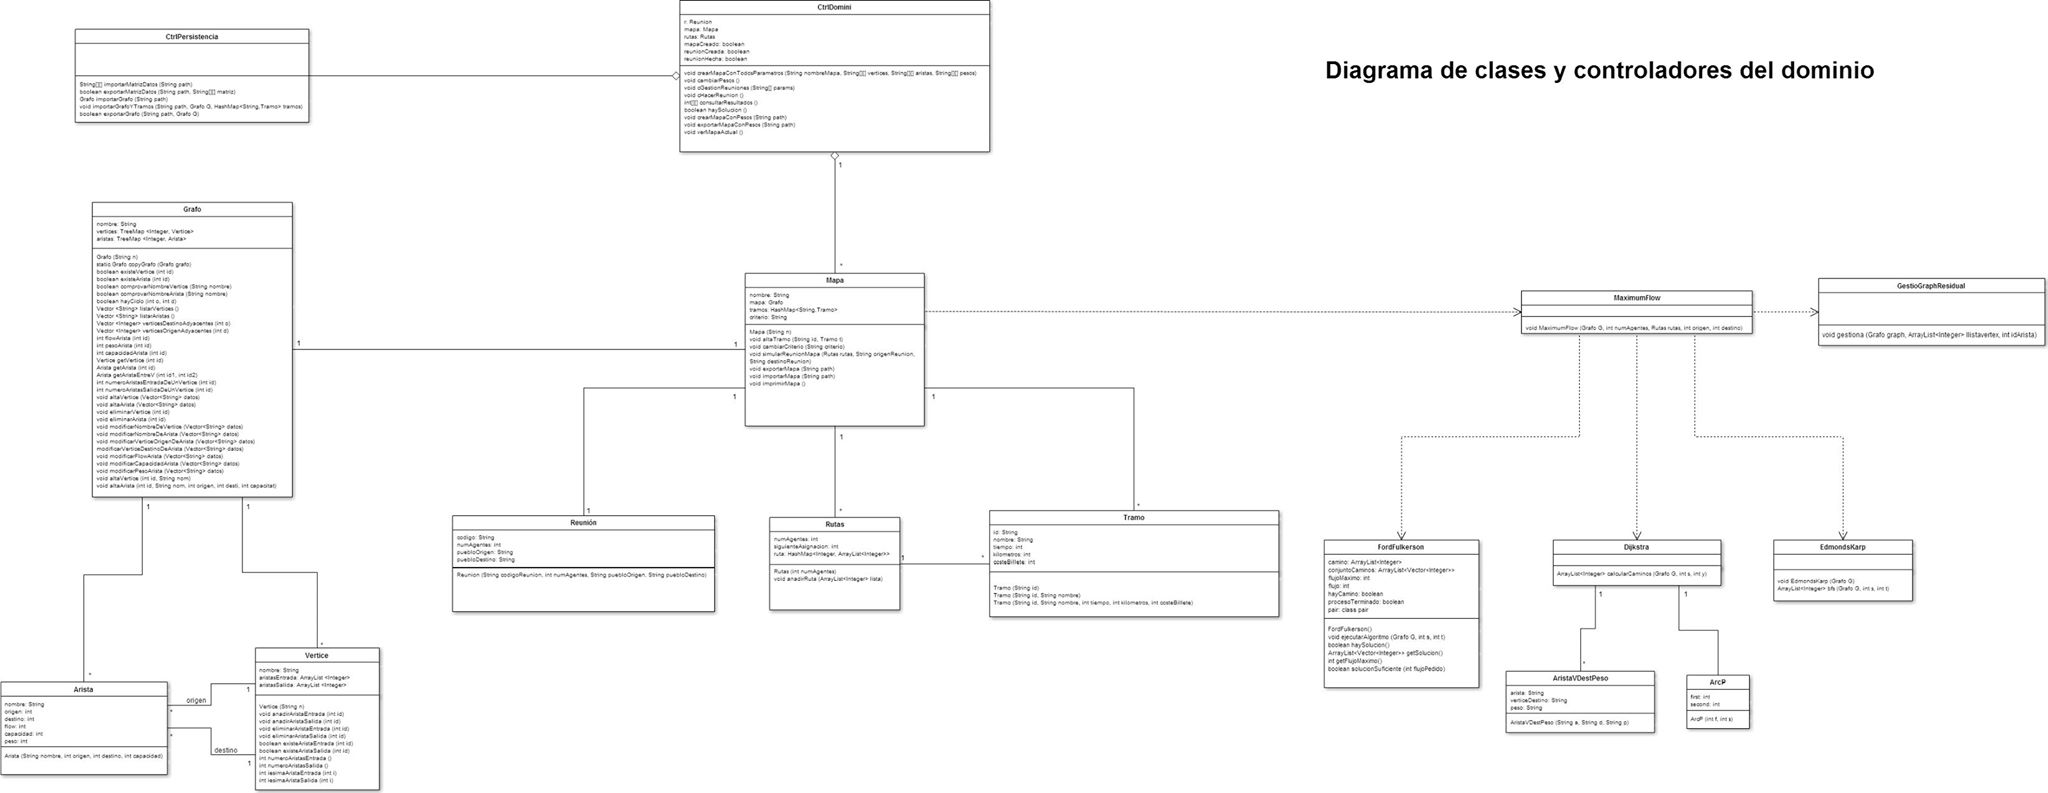 Diagrama de clases y controladores del dominio
CtrlPersistencia
String[][] importarMatrizDatos (String path)
boolean exportarMatrizDatos (String path, String[][] matriz)
Grafo importarGrafo (String path)
void importarGrafoYTramos (String path, Grafo G, HashMap<String,Tramo> tramos)
boolean exportarGrafo (String path, Grafo G)
CtrlDomini
r: Reunion
mapa: Mapa
rutas: Rutas
mapaCreado: boolean
reunionCreada: boolean
reunionHecha: boolean
void crearMapaConTodosParametros (String nombreMapa, String[][] vertices, String[][] aristas, String[][] pesos)
void cambiarPesos ()
void cGestionReuniones (String[] params)
void cHacerReunion ()
int[][] consultarResultados ()
boolean haySolucion ()
void crearMapaConPesos (String path)
void exportarMapaConPesos (String path)
void verMapaActual ()
1
*
Grafo
nombre: String
vertices: TreeMap <Integer, Vertice>
aristas: TreeMap <Integer, Arista>
Grafo (String n)
static Grafo copyGrafo (Grafo grafo)
boolean existeVertice (int id)
boolean existeArista (int id)
boolean comprovarNombreVertice (String nombre)
boolean comprovarNombreArista (String nombre)
boolean hayCiclo (int o, int d)
Vector <String> listarVertices ()
Vector <String> listarAristas ()
Vector <Integer> verticesDestinoAdyacentes (int o)
Vector <Integer> verticesOrigenAdyacentes (int d)
int flowArista (int id)
int pesoArista (int id)
int capacidadArista (int id)
Vertice getVertice (int id)
Arista getArista (int id)
Arista getAristaEntreV (int id1, int id2)
int numeroAristasEntradaDeUnVertice (int id)
int numeroAristasSalidaDeUnVertice (int id)
void altaVertice (Vector<String> datos)
void altaArista (Vector<String> datos)
void eliminarVertice (int id)
void eliminarArista (int id)
void modificarNombreDeVertice (Vector<String> datos)
void modificarNombreDeArista (Vector<String> datos)
void modificarVerticeOrigenDeArista (Vector<String> datos)
modificarVerticeDestinoDeArista (Vector<String> datos)
void modificarFlowArista (Vector<String> datos)
void modificarCapacidadArista (Vector<String> datos)
void modificarPesoArista (Vector<String> datos)
void altaVertice (int id, String nom)
void altaArista (int id, String nom, int origen, int desti, int capacitat)
1
1
Mapa
nombre: String
mapa: Grafo
tramos: HashMap<String,Tramo>
criterio: String
Mapa (String n)
void altaTramo (String id, Tramo t)
void cambiarCriterio (String criterio)
void simularReunionMapa (Rutas rutas, String origenReunion,
String destinoReunion)
void exportarMapa (String path)
void importarMapa (String path)
void imprimirMapa ()
1
1
1
MaximumFlow
void MaximumFlow (Grafo G, int numAgentes, Rutas rutas, int origen, int destino)
GestioGraphResidual
void gestiona (Grafo graph, ArrayList<Integer> llistavertex, int idArista)
1
1
1
*
*
Reunión
codigo: String
numAgentes: int
puebloOrigen: String
puebloDestino: String
Reunion (String codigoReunion, int numAgentes, String puebloOrigen, String puebloDestino)
Rutas
numAgentes: int
siguienteAsignacion: int
ruta: HashMap<Integer, ArrayList<Integer>>
Rutas (int numAgentes)
void anadirRuta (ArrayList<Integer> lista)
1
*
Tramo
id: String
nombre: String
tiempo: int
kilometros: int
costeBillete: int
Tramo (String id)
Tramo (String id, String nombre)
Tramo (String id, String nombre, int tiempo, int kilometros, int costeBillete)
FordFulkerson
camino: ArrayList<Integer>
conjuntoCaminos: ArrayList<Vector<Integer>>
flujoMaximo: int
flujo: int
hayCamino: boolean
procesoTerminado: boolean
pair: class pair
FordFulkerson()
void ejecutarAlgoritmo (Grafo G, int s, int t)
boolean haySolucion()
ArrayList<Vector<Integer>> getSolucion()
int getFlujoMaximo()
boolean solucionSuficiente (int flujoPedido)
Dijkstra
ArrayList<Integer> calcularCaminos (Grafo G, int s, int y)
1
1
EdmondsKarp
void EdmondsKarp (Grafo G)
ArrayList<Integer> bfs (Grafo G, int s, int t)
*
AristaVDestPeso
arista: String
verticeDestino: String
peso: String
AristaVDestPeso (String a, String d, String p)
ArcP
first: int
second: int
ArcP (int f, int s)
*
*
Arista
nombre: String
origen: int
destino: int
flow: int
capacidad: int
peso: int
Arista (String nombre, int origen, int destino, int capacidad)
origen
1
*
*
destino
1
Vertice
nombre: String
aristasEntrada: ArrayList <Integer>
aristasSalida: ArrayList <Integer>
Vertice (String n)
void anadirAristaEntrada (int id)
void anadirAristaSalida (int id)
void eliminarAristaEntrada (int id)
void eliminarAristaSalida (int id)
boolean existeAristaEntrada (int id)
boolean existeAristaSalida (int id)
int numeroAristasEntrada ()
int numeroAristasSalida ()
int iesimaAristaEntrada (int i)
int iesimaAristaSalida (int i)